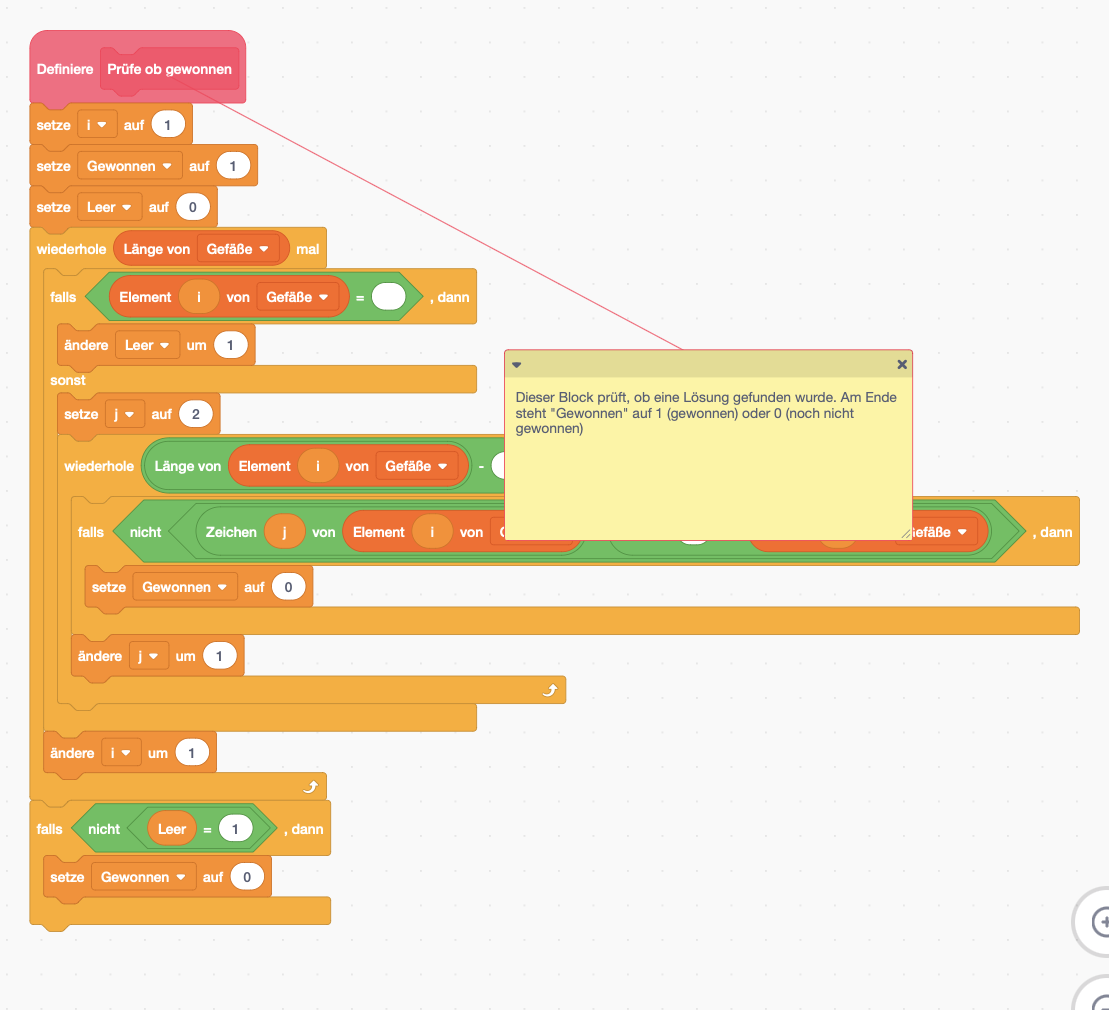 Definiere Prüfe ob gewonnen
setze i auf 1
setze Gewonnen auf 1
setze Leer auf 0
wiederhole Länge von Gefäße mal
falls Element i von Gefäße = , dann
ändere Leer um 1
sonst
setze j auf 2
wiederhole Länge von Element i von Gefäße -
falls nicht Zeichen j von Element i von Gefäße , dann
setze Gewonnen auf 0
ändere j um 1
ändere i um 1
falls nicht Leer = 1 , dann
setze Gewonnen auf 0
Dieser Block prüft, ob eine Lösung gefunden wurde. Am Ende
steht "Gewonnen" auf 1 (gewonnen) oder 0 (noch nicht
gewonnen)